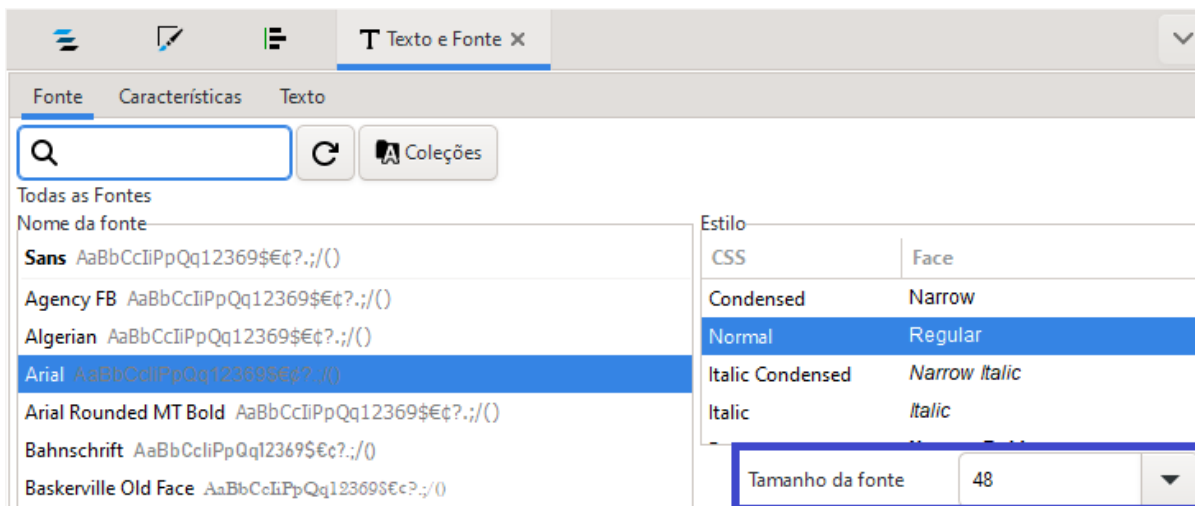 Texto e Fonte
Fonte Características Texto
Coleções
Todas as Fontes
Nome da fonte
Sans AaBbCcIiPpQq12369$€¢?.;/()
Agency FB AaBbCcIiPpQq12369$€¢?.;/()
Algerian AaBbCcIiPpQq12369$€¢?.;/()
Arial AaBbCcIiPpQq12369$€¢?.;/()
Arial Rounded MT Bold AaBbCcIiPpQq12369$€¢?.;/()
Bahnschrift AaBbCcIiPpQq12369$€¢?.;/()
Baskerville Old Face AaBbCcIiPpQq12369$€¢?.;/()
Estilo
CSS Face
Condensed Narrow
Normal Regular
Italic Condensed Narrow Italic
Italic Italic
Tamanho da fonte 48